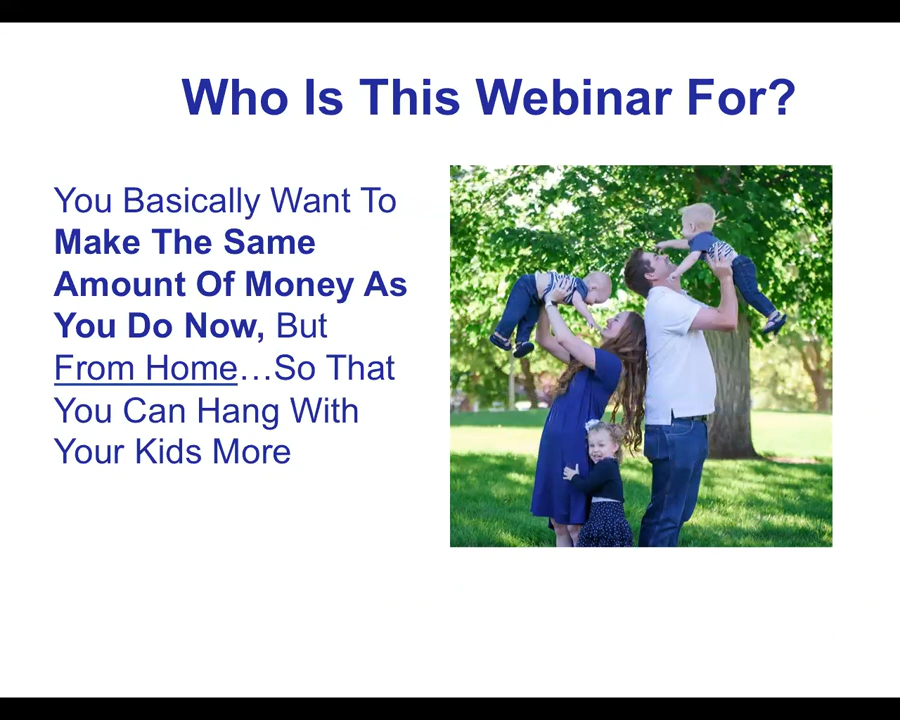 Who Is This Webinar For?
You Basically Want To
Make The Same
Amount Of Money As
You Do Now, But
From Home…So That
You Can Hang With
Your Kids More